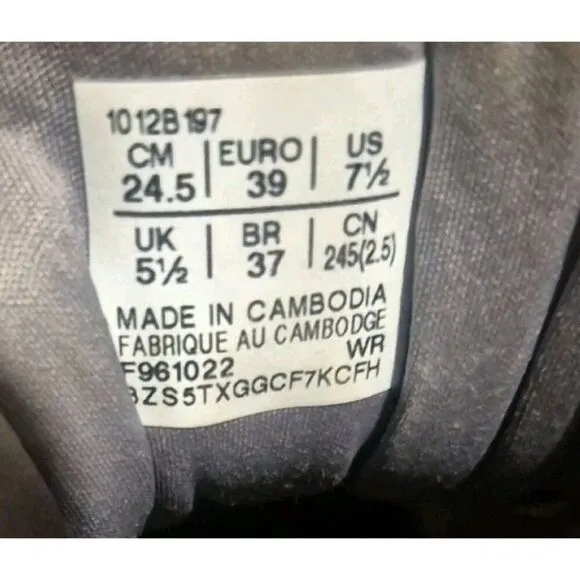 1012B197
CM | EURO | US
24.5 | 39 | 7½
UK | BR | CN
5½ | 37 | 245(2.5)
MADE IN CAMBODIA
FABRIQUE AU CAMBODGE
F961022 WR
3ZS5TXGGCF7KCFH